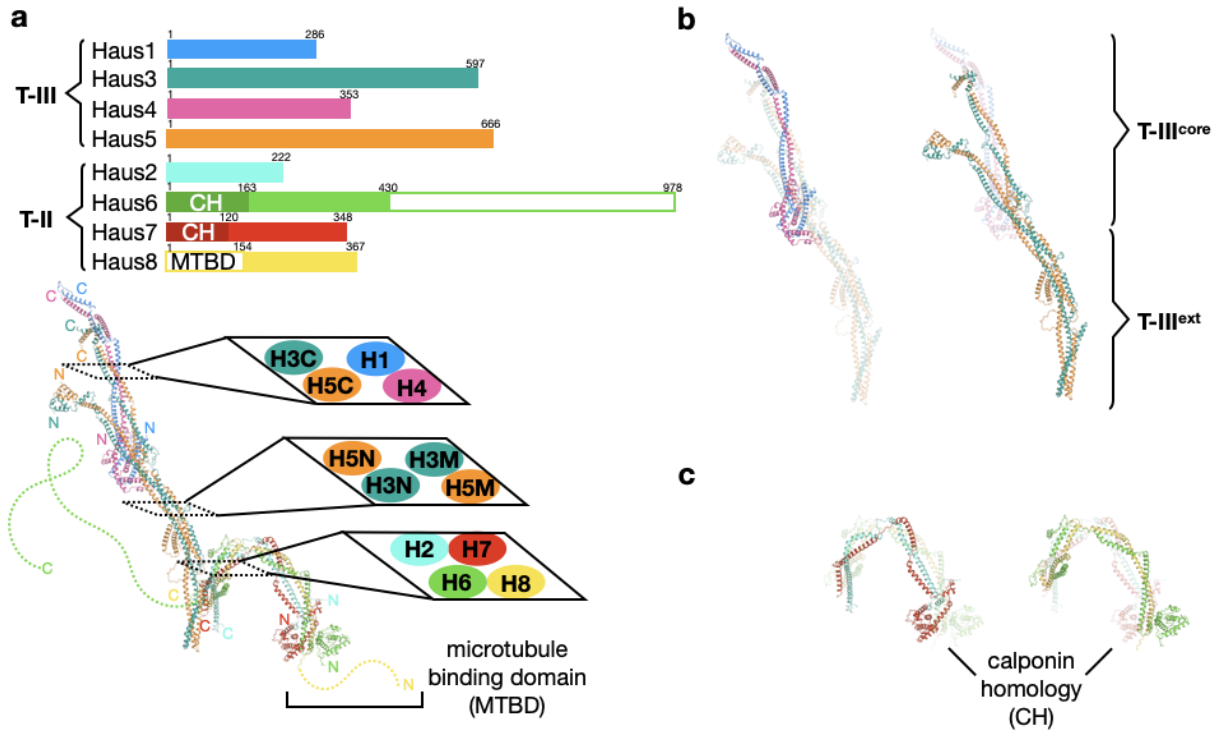 a
T-III
Haus1
1
286
Haus3
1
597
Haus4
1
353
Haus5
1
666
T-II
Haus2
1
222
Haus6
1
163
430
978
CH
Haus7
1
120
348
CH
Haus8
1
154
367
MTBD
C
C
C
C
N
N
N
N
C
C
C
C
N
N
N
N
H3C
H1
H5C
H4
H5N
H3M
H3N
H5M
H2
H7
H6
H8
microtubule
binding domain
(MTBD)
b
T-IIIcore
T-IIIext
c
calponin
homology
(CH)